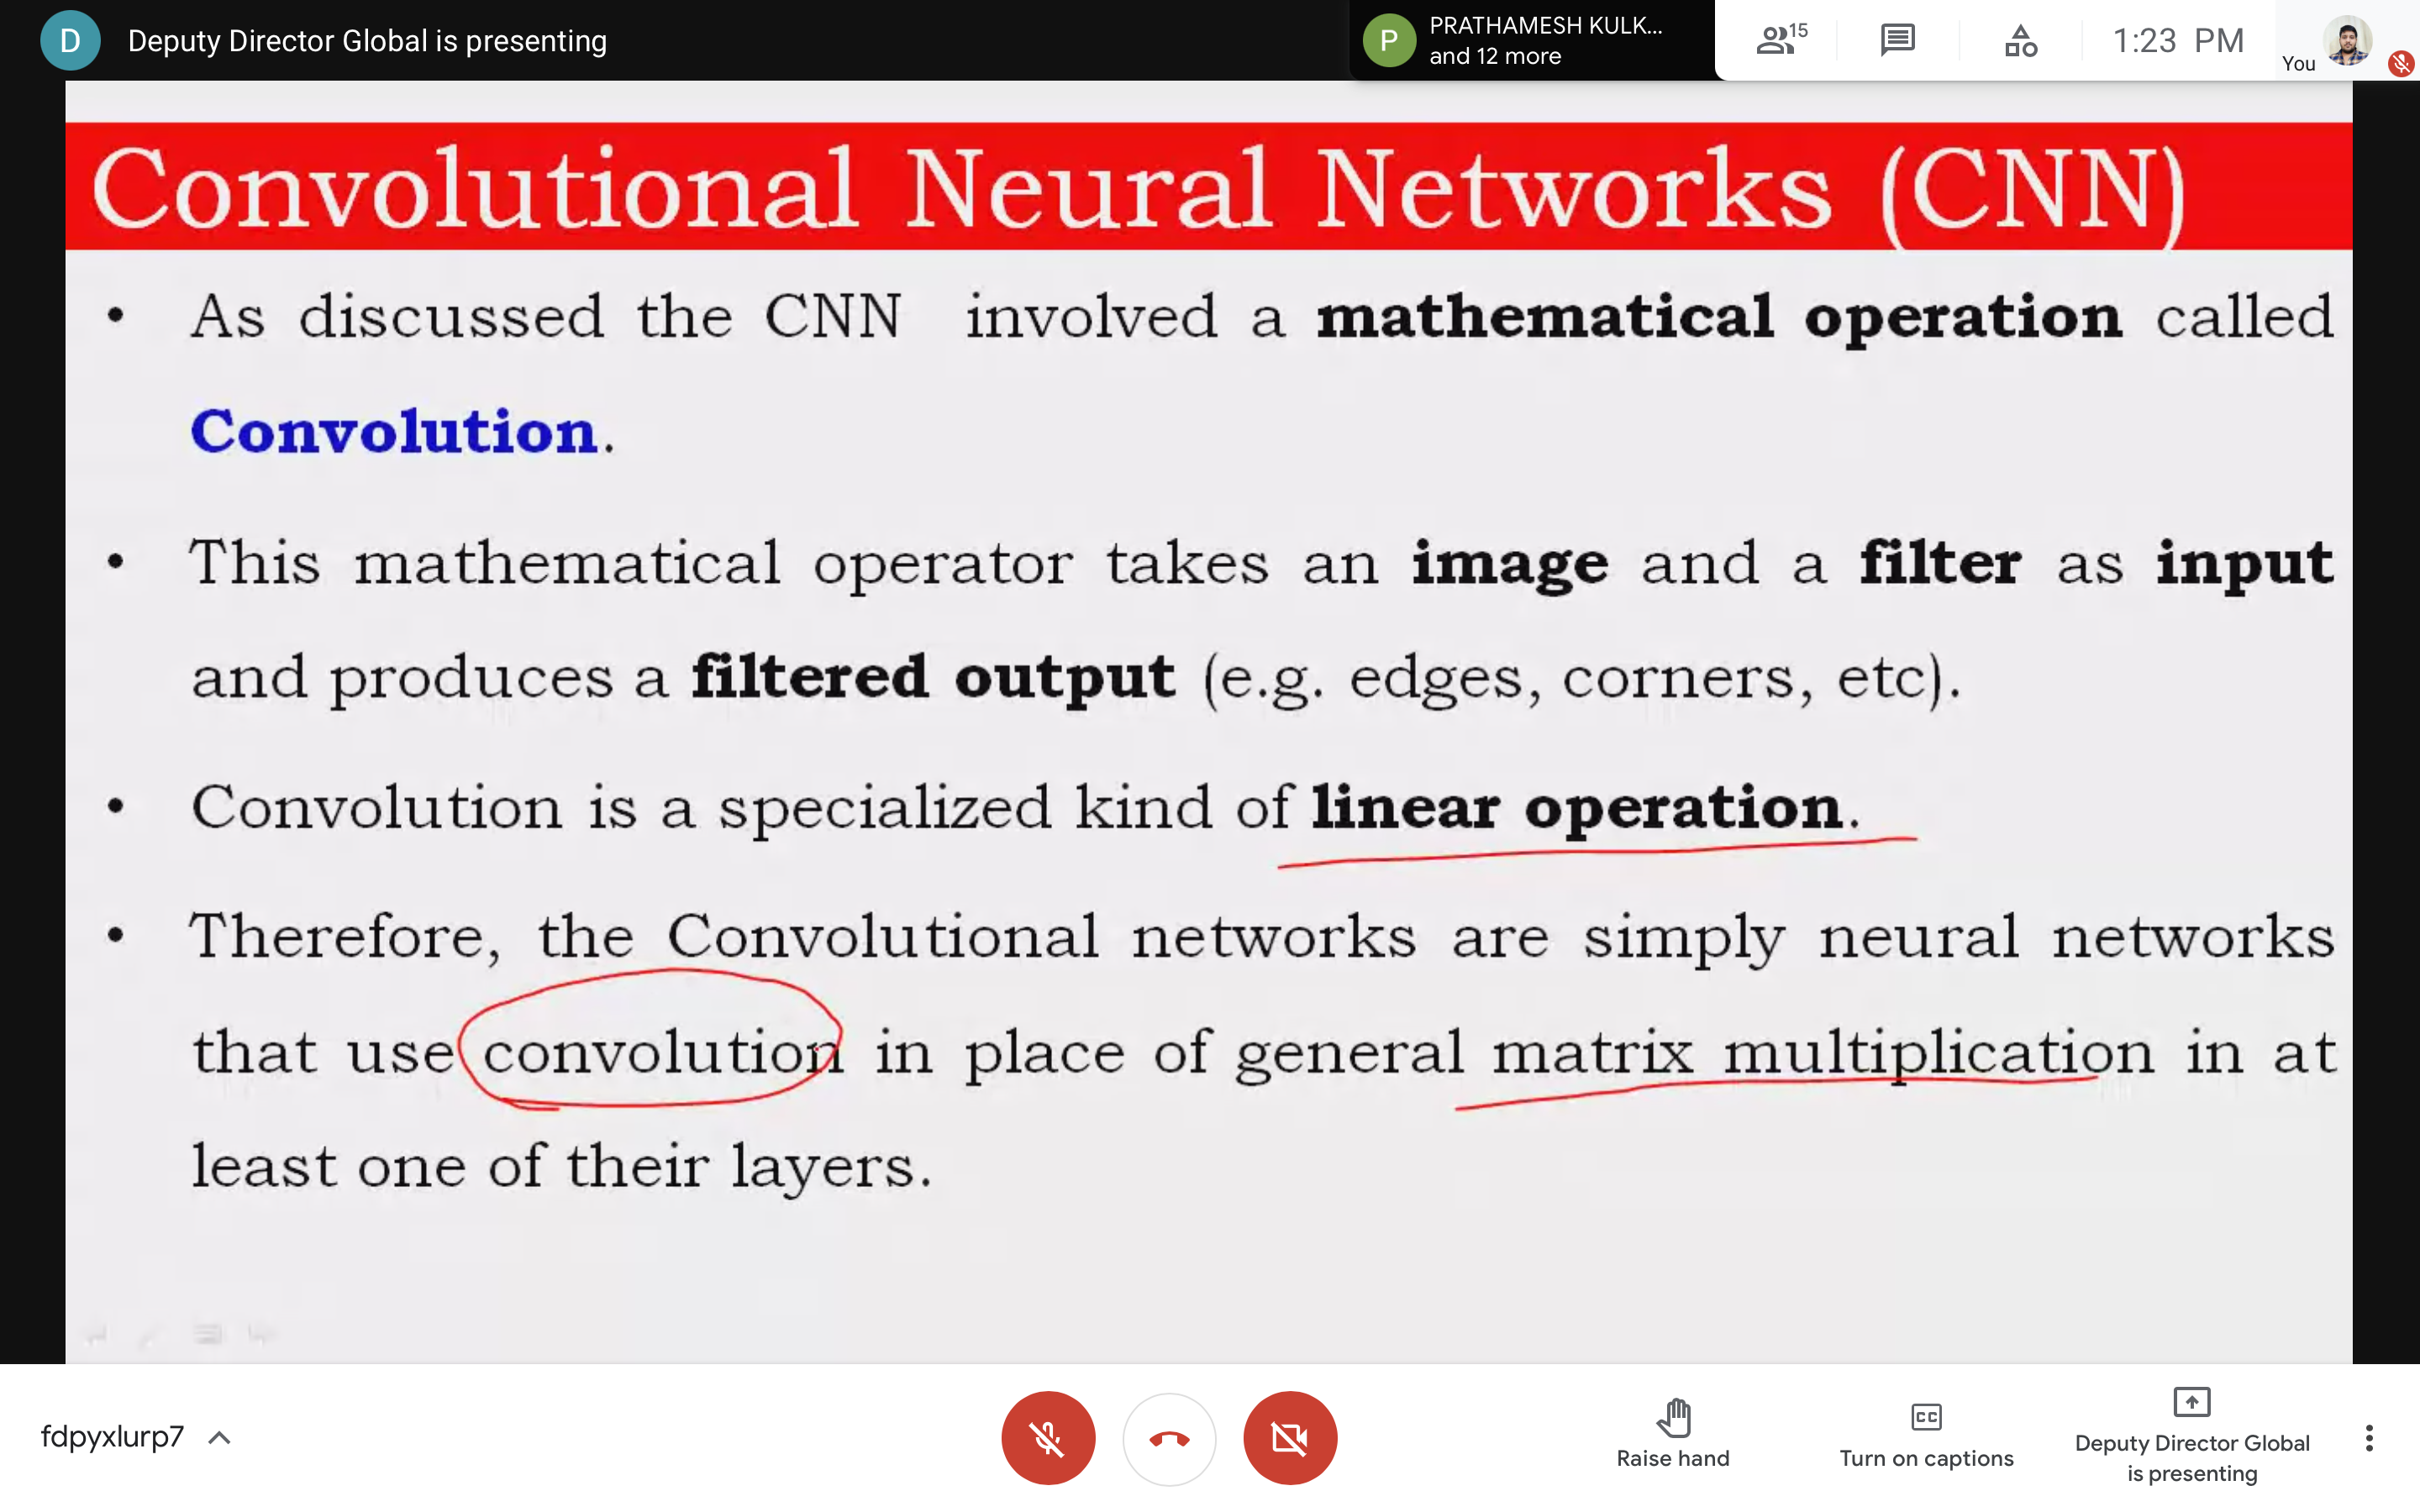 D Deputy Director Global is presenting
P PRATHAMESH KULK...
and 12 more
15
1:23 PM
You
Convolutional Neural Networks (CNN)
• As discussed the CNN involved a mathematical operation called
Convolution.
• This mathematical operator takes an image and a filter as input
and produces a filtered output (e.g. edges, corners, etc).
• Convolution is a specialized kind of linear operation.
• Therefore, the Convolutional networks are simply neural networks
that use convolution in place of general matrix multiplication in at
least one of their layers.
fdpyxlurp7
Raise hand
CC
Turn on captions
Deputy Director Global
is presenting